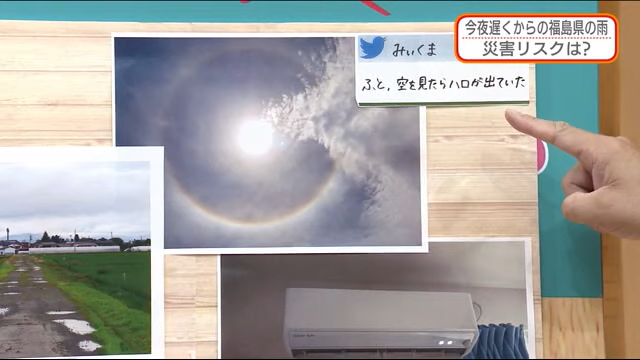 今夜遅くからの福島県の雨
災害リスクは?
みぃくま
ふと,空を見たらハロが出ていた